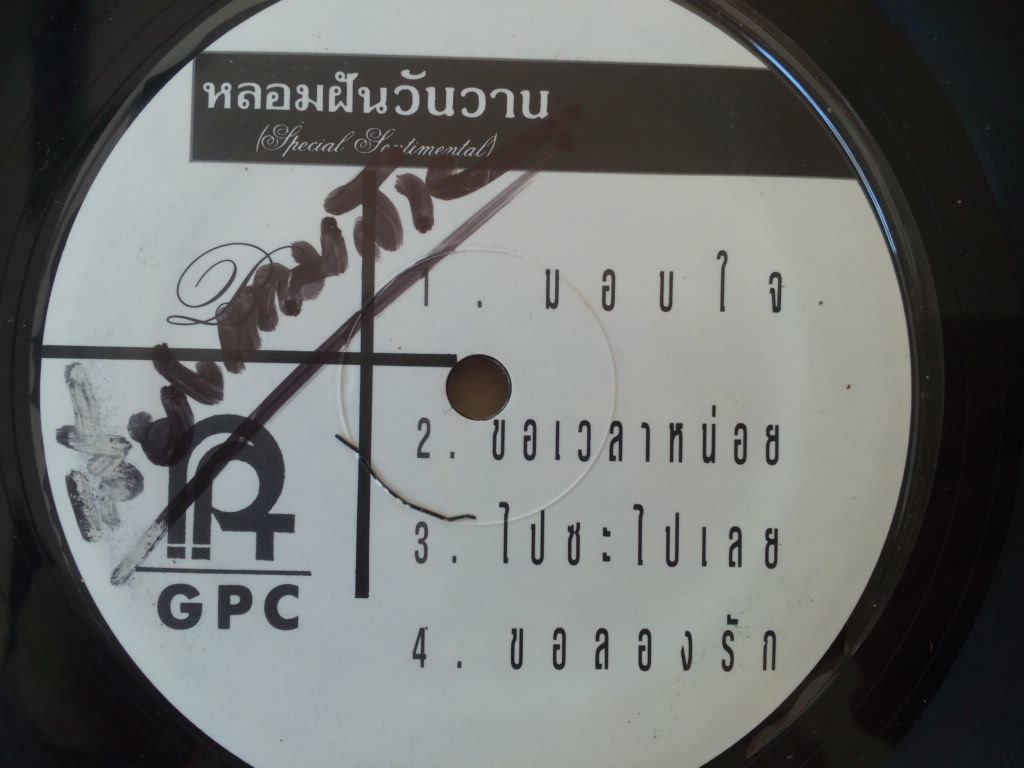 หลอมฝันวันวาน
(Special Sentimental)
1. มอบใจ
2. ขอเวลาหน่อย
3. ไปซะไปเลย
4. ขอลองรัก
GPC